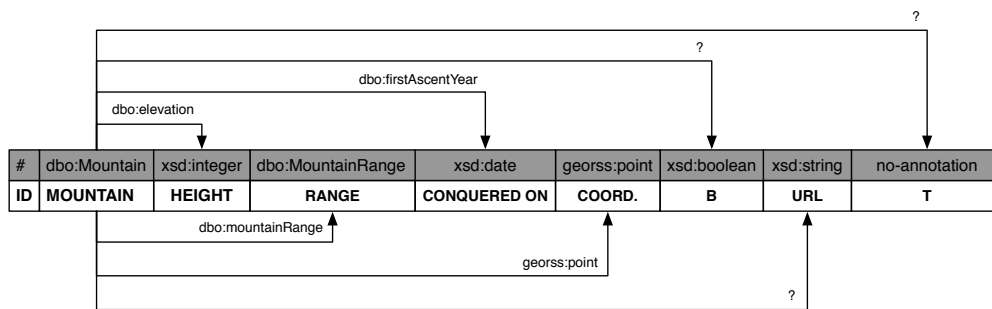 ?
?
dbo:firstAscentYear
dbo:elevation
# dbo:Mountain xsd:integer dbo:MountainRange xsd:date georss:point xsd:boolean xsd:string no-annotation
ID MOUNTAIN HEIGHT RANGE CONQUERED ON COORD. B URL T
dbo:mountainRange
georss:point
?